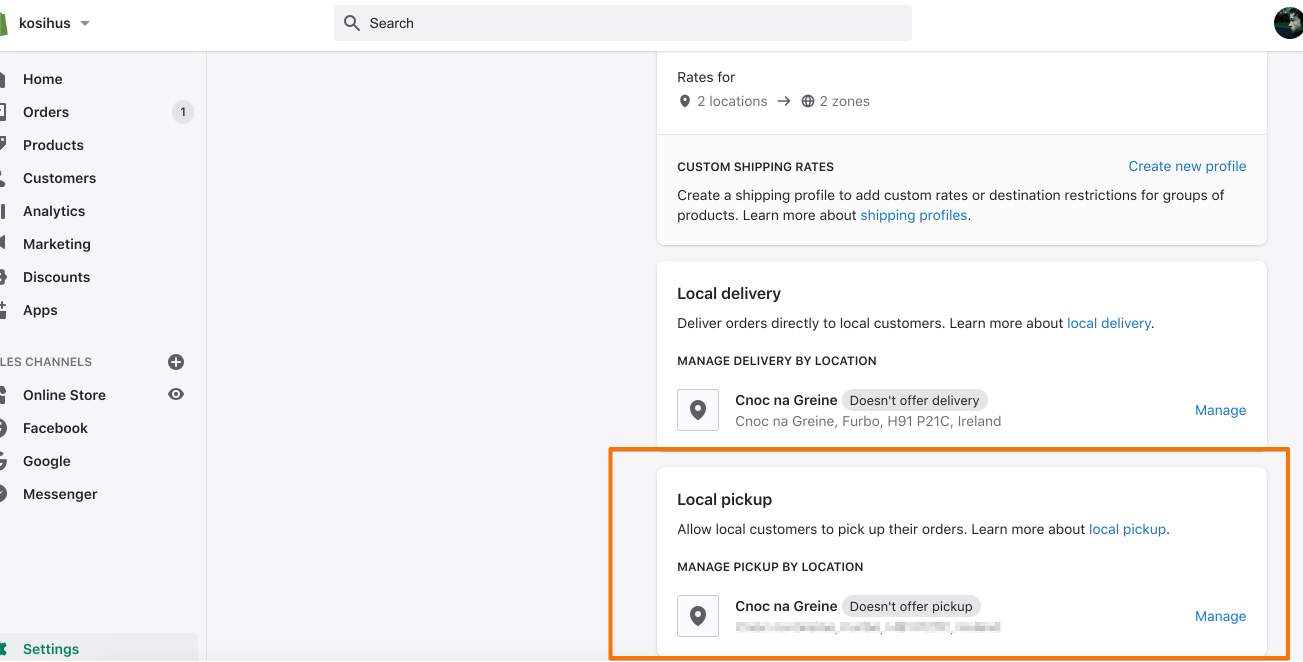 kosihus
Search
Home
Orders 1
Products
Customers
Analytics
Marketing
Discounts
Apps
LES CHANNELS
Online Store
Facebook
Google
Messenger
Settings
Rates for
2 locations → 2 zones
CUSTOM SHIPPING RATES Create new profile
Create a shipping profile to add custom rates or destination restrictions for groups of
products. Learn more about shipping profiles.
Local delivery
Deliver orders directly to local customers. Learn more about local delivery.
MANAGE DELIVERY BY LOCATION
Cnoc na Greine Doesn't offer delivery
Cnoc na Greine, Furbo, H91 P21C, Ireland
Manage
Local pickup
Allow local customers to pick up their orders. Learn more about local pickup.
MANAGE PICKUP BY LOCATION
Cnoc na Greine Doesn't offer pickup
Manage